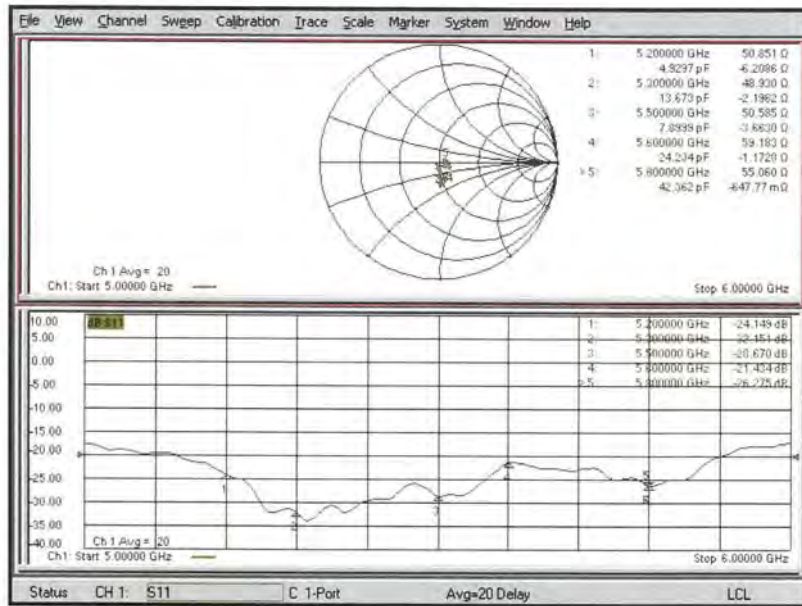 File View Channel Sweep Calibration Trace Scale Marker System Window Help
1: 5.200000 GHz 50.851 Ω
4.9297 pF -6.2086 Ω
2: 5.300000 GHz 48.930 Ω
13.673 pF -2.1962 Ω
3: 5.500000 GHz 50.585 Ω
7.8999 pF -3.6630 Ω
4: 5.600000 GHz 59.183 Ω
24.234 pF -1.1728 Ω
> 5: 5.800000 GHz 55.060 Ω
42.362 pF -647.77 mΩ
Ch 1 Avg = 20
Ch1: Start 5.00000 GHz
Stop 6.00000 GHz
10.00
dB S11
1: 5.200000 GHz -24.149 dB
5.00
2: 5.300000 GHz -32.151 dB
0.00
3: 5.500000 GHz -28.670 dB
4: 5.600000 GHz -21.434 dB
-5.00
> 5: 5.800000 GHz -26.275 dB
-10.00
-15.00
-20.00
-25.00
1
-30.00
3
-35.00
-40.00
Ch 1 Avg = 20
Ch1: Start 5.00000 GHz
Stop 6.00000 GHz
Status CH 1: S11 C 1-Port Avg=20 Delay LCL